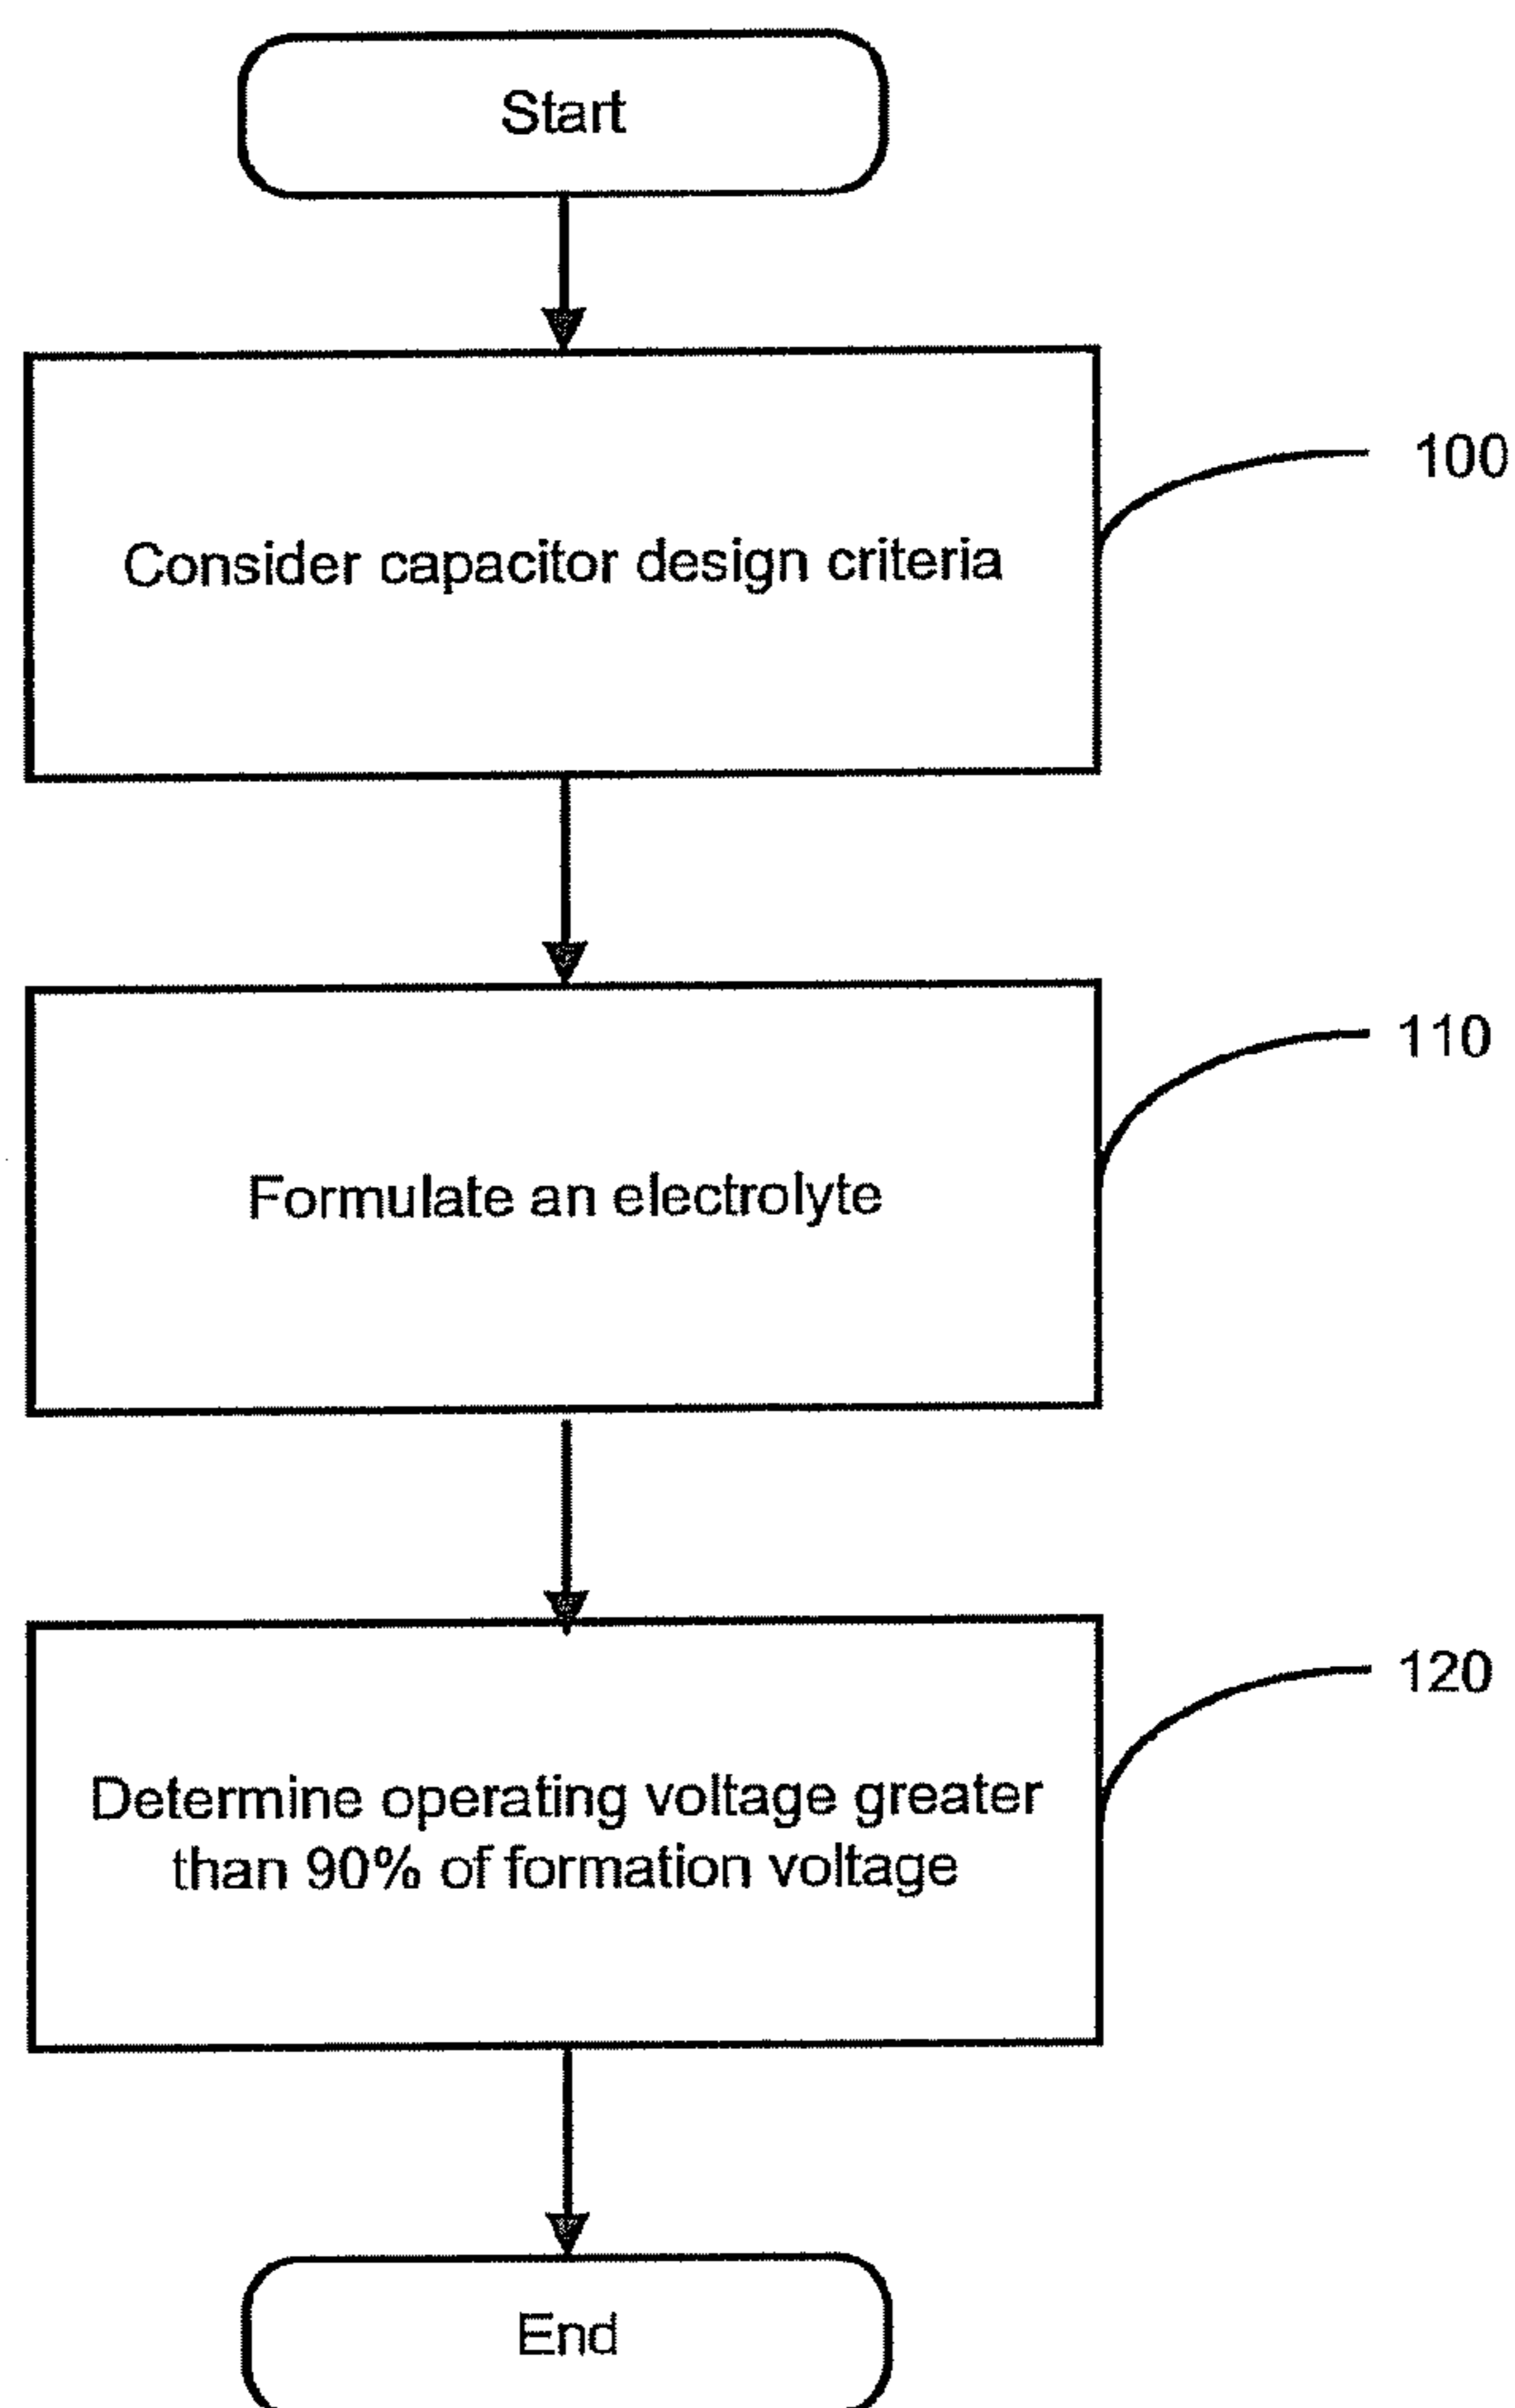 Start
Consider capacitor design criteria
100
Formulate an electrolyte
110
Determine operating voltage greater
than 90% of formation voltage
120
End